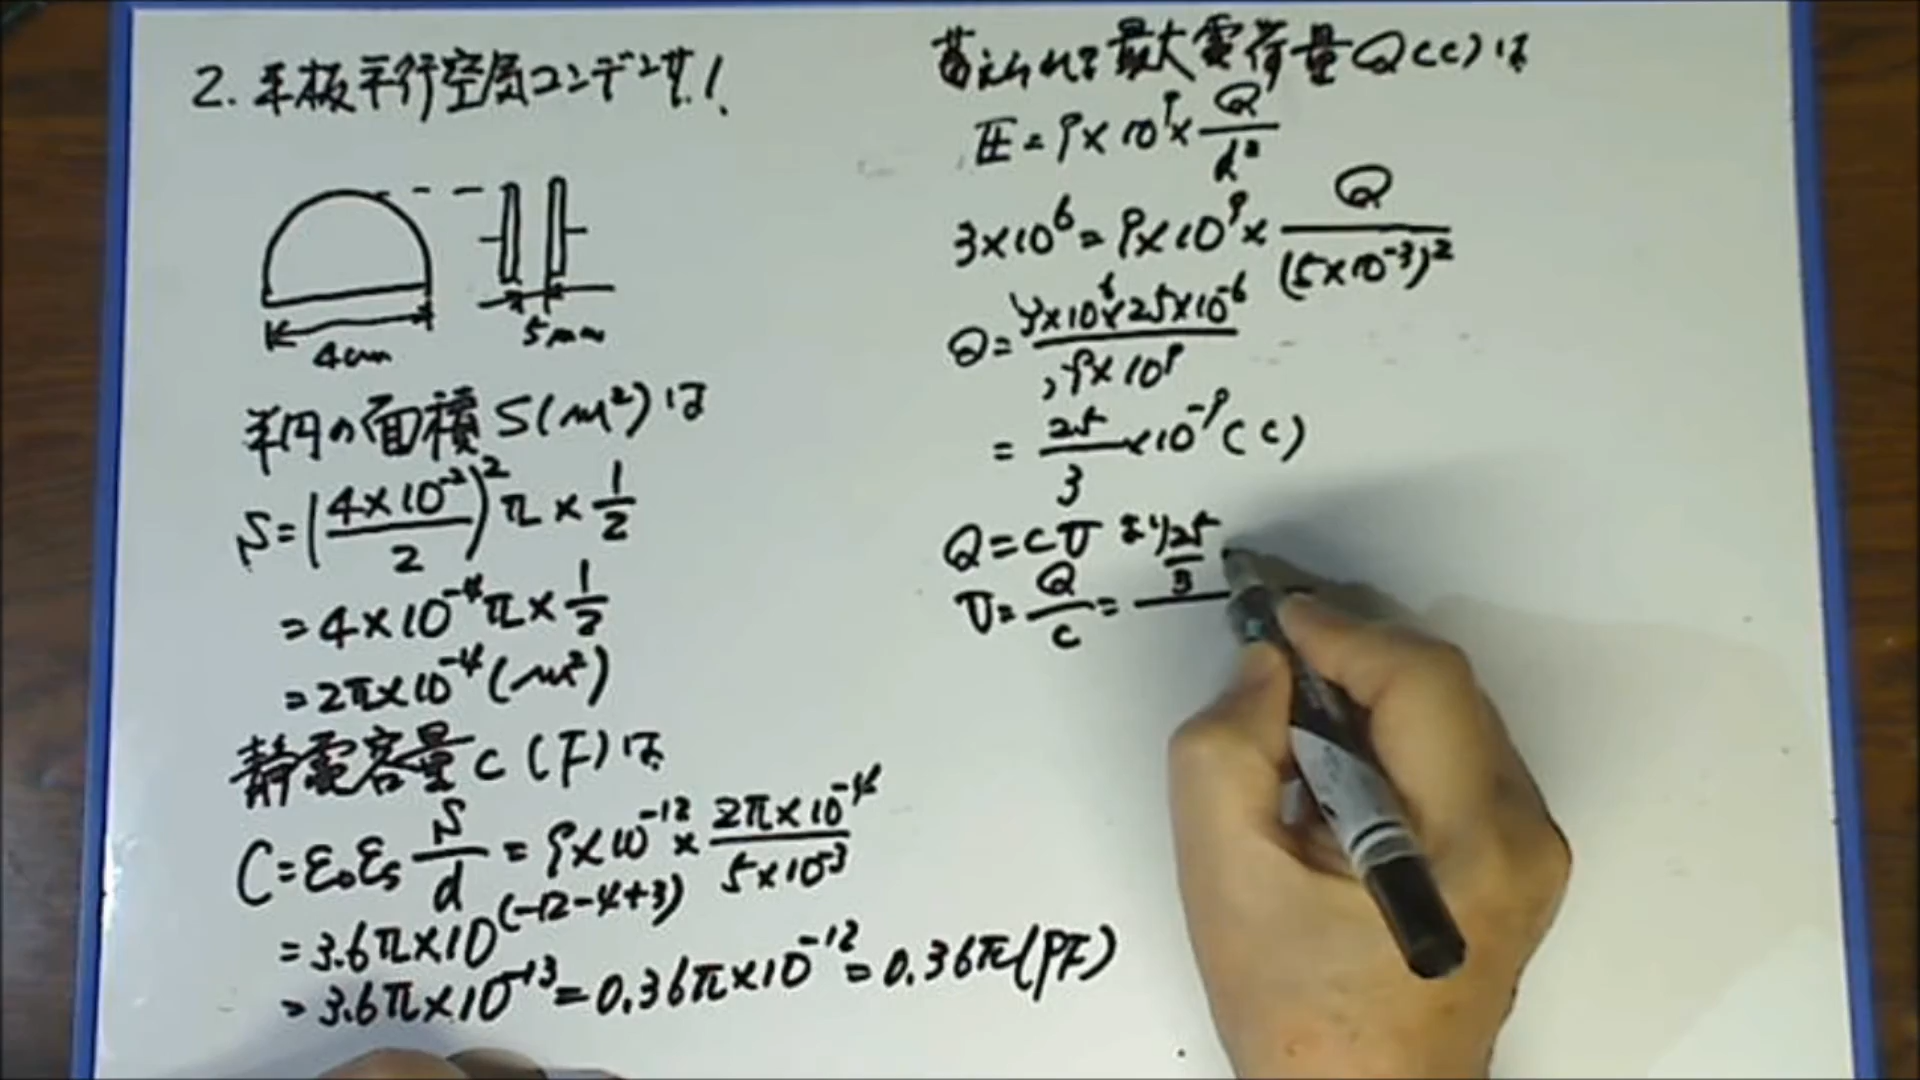 2. 平板平行空気コンデンサ!
4cm
5mm
半円の面積 S(m²)は
S=(4×10⁻²/2)²π×1/2
=4×10⁻⁴π×1/2
=2π×10⁻⁴(m²)
静電容量C(F)は
C=ε₀εs S/d=9×10⁻¹²×2π×10⁻⁴/5×10⁻³
=3.6π×10^(-12-4+3)
=3.6π×10⁻¹³=0.36π×10⁻¹²=0.36π(PF)
蓄えられる最大電荷量Q(C)は
E=9×10⁹×Q/d²
3×10⁶=9×10⁹×Q/(5×10⁻³)²
Q=3×10⁶×25×10⁻⁶/9×10⁹
=25/3×10⁻⁹(C)
Q=CVより
V=Q/C=25/3